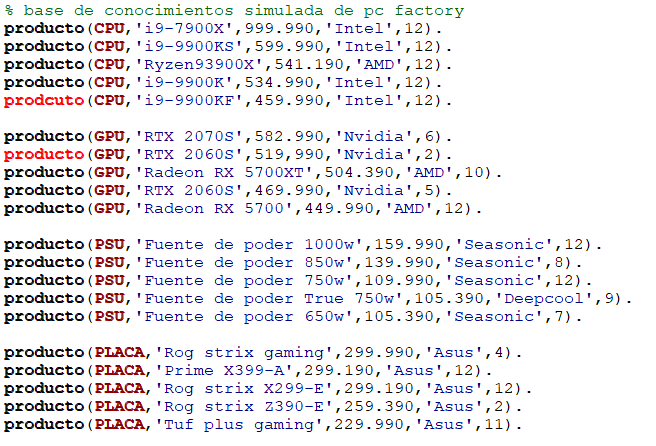 % base de conocimientos simulada de pc factory
producto(CPU,'i9-7900X',999.990,'Intel',12).
producto(CPU,'i9-9900KS',599.990,'Intel',12).
producto(CPU,'Ryzen93900X',541.190,'AMD',12).
producto(CPU,'i9-9900K',534.990,'Intel',12).
prodcuto(CPU,'i9-9900KF',459.990,'Intel',12).
producto(GPU,'RTX 2070S',582.990,'Nvidia',6).
producto(GPU,'RTX 2060S',519,990,'Nvidia',2).
producto(GPU,'Radeon RX 5700XT',504.390,'AMD',10).
producto(GPU,'RTX 2060S',469.990,'Nvidia',5).
producto(GPU,'Radeon RX 5700',449.990,'AMD',12).
producto(PSU,'Fuente de poder 1000w',159.990,'Seasonic',12).
producto(PSU,'Fuente de poder 850w',139.990,'Seasonic',8).
producto(PSU,'Fuente de poder 750w',109.990,'Seasonic',12).
producto(PSU,'Fuente de poder True 750w',105.390,'Deepcool',9).
producto(PSU,'Fuente de poder 650w',105.390,'Seasonic',7).
producto(PLACA,'Rog strix gaming',299.990,'Asus',4).
producto(PLACA,'Prime X399-A',299.190,'Asus',12).
producto(PLACA,'Rog strix X299-E',299.190,'Asus',12).
producto(PLACA,'Rog strix Z390-E',259.390,'Asus',2).
producto(PLACA,'Tuf plus gaming',229.990,'Asus',11).